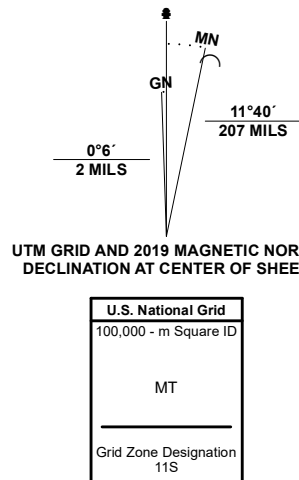 MN
GN
11°40´
207 MILS
0°6´
2 MILS
UTM GRID AND 2019 MAGNETIC NOR
DECLINATION AT CENTER OF SHEE
U.S. National Grid
100,000 - m Square ID
MT
Grid Zone Designation
11S